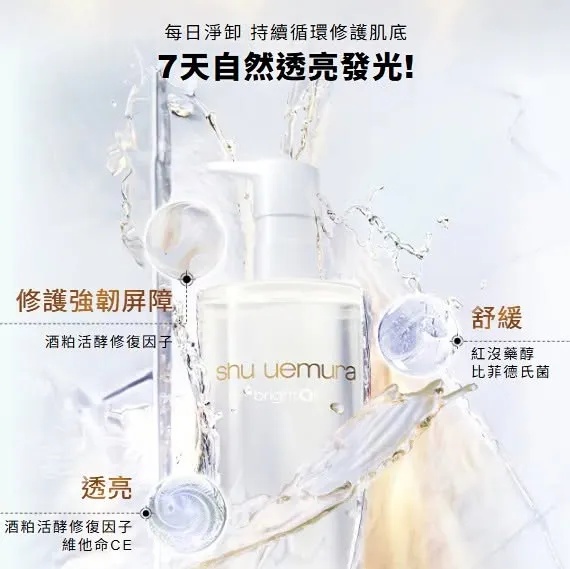 每日淨卸 持續循環修護肌底
7天自然透亮發光!
修護強韌屏障
酒粕活酵修復因子
舒緩
紅沒藥醇
比菲德氏菌
shu uemura
透亮
酒粕活酵修復因子
維他命CE